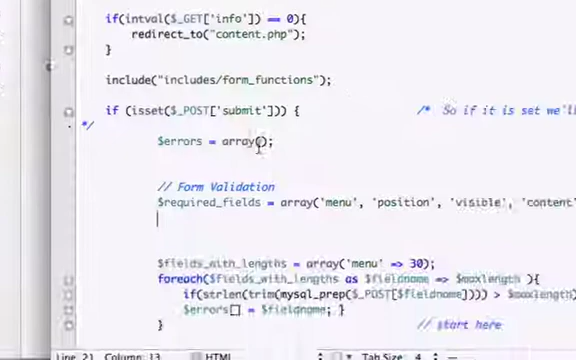 if(intval($_GET['info']) == 0){
redirect_to("content.php");
}
include("includes/form_functions");
if (isset($_POST['submit'])) { /* So if it is set we'll
*/
$errors = array();
// Form Validation
$required_fields = array('menu', 'position', 'visible', 'content'
$fields_with_lengths = array('menu' => 30);
foreach($fields_with_lengths as $fieldname => $maxlength ){
if(strlen(trim(mysql_prep($_POST[$fieldname]))) > $maxlength)
$errors[] = $fieldname; }
} // start here
Line: 21 Column: 13 HTML Tab Size: 4